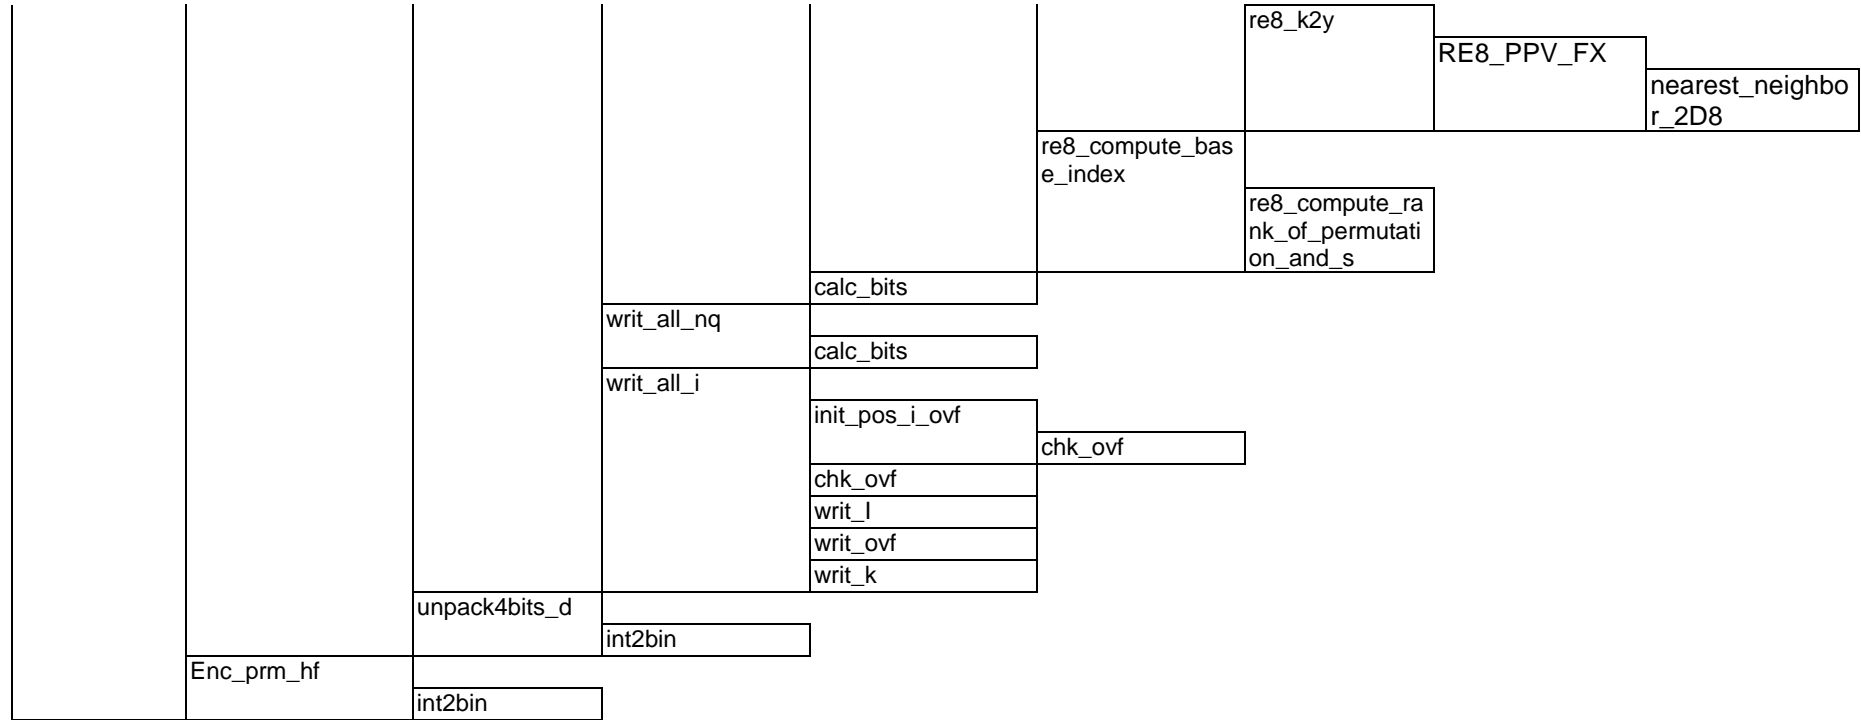 re8_k2y
RE8_PPV_FX
nearest_neighbo
r_2D8
re8_compute_bas
e_index
re8_compute_ra
nk_of_permutati
on_and_s
calc_bits
writ_all_nq
calc_bits
writ_all_i
init_pos_i_ovf
chk_ovf
chk_ovf
writ_I
writ_ovf
writ_k
unpack4bits_d
int2bin
Enc_prm_hf
int2bin